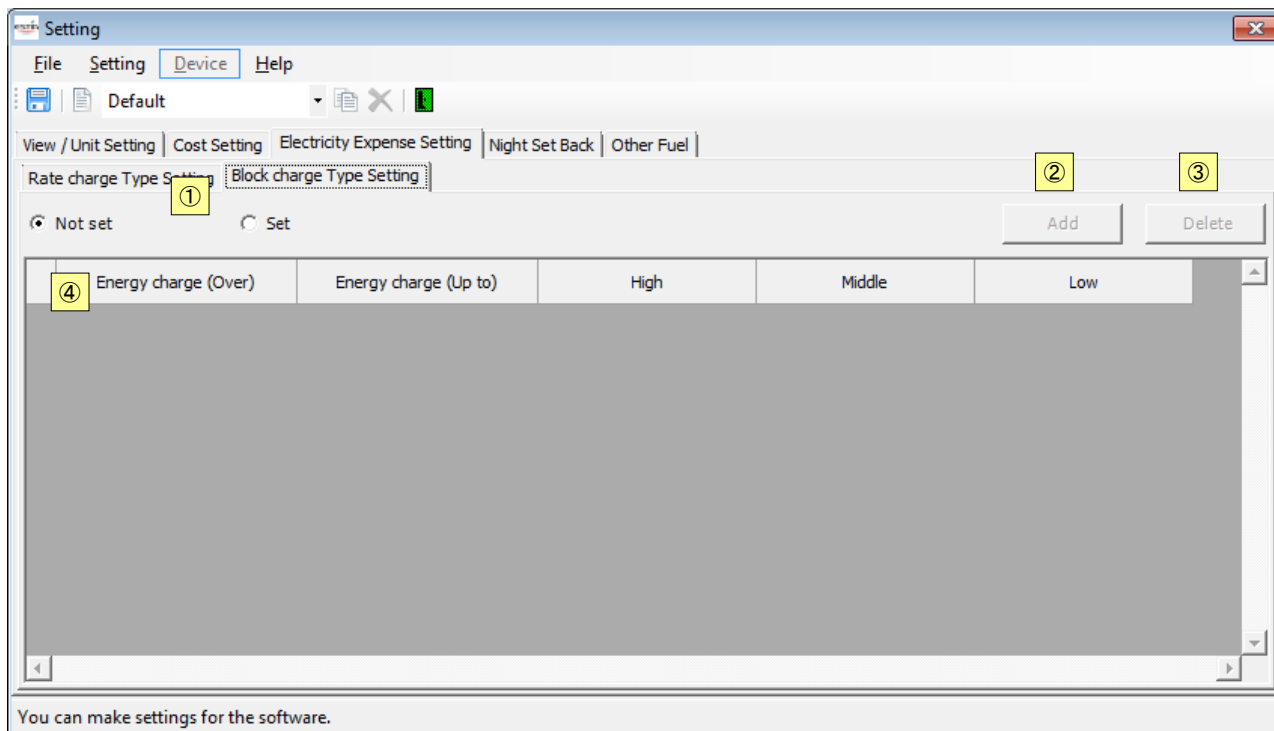 Setting
File Setting Device Help
Default
View / Unit Setting Cost Setting Electricity Expense Setting Night Set Back Other Fuel
Rate charge Type Setting Block charge Type Setting
① ② ③
Not set Set Add Delete
④ Energy charge (Over) Energy charge (Up to) High Middle Low
You can make settings for the software.